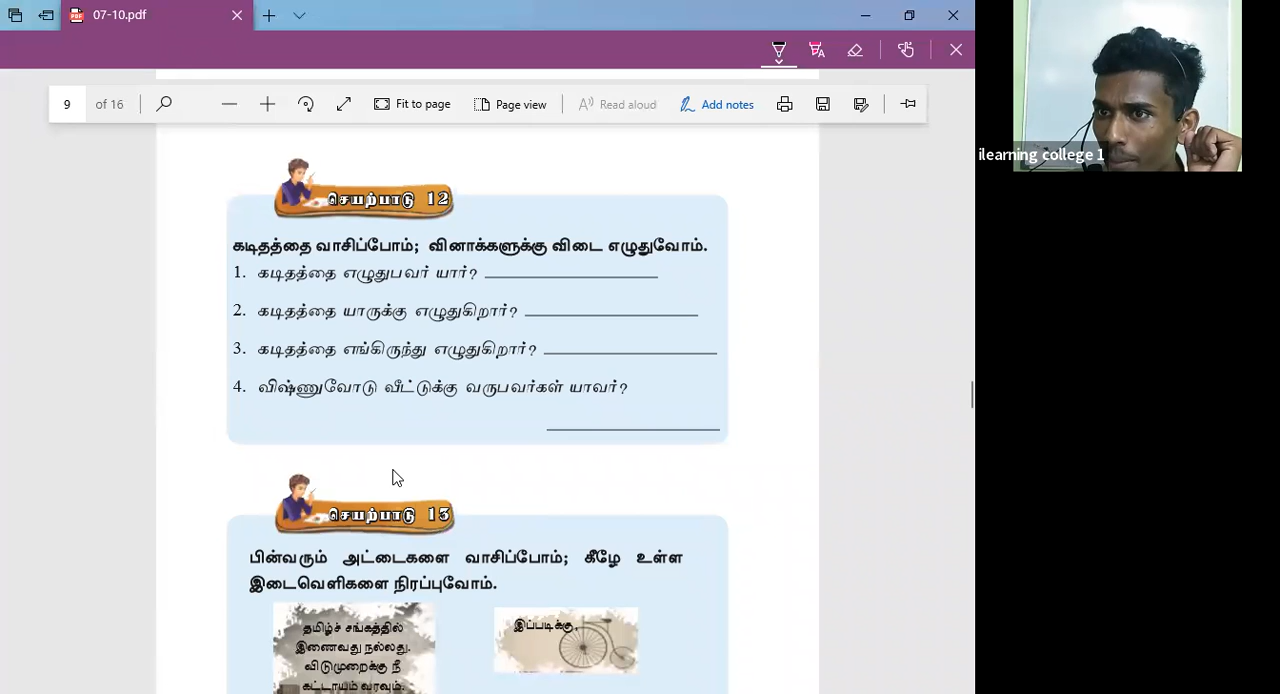 07-10.pdf
9 of 16
Fit to page
Page view
Read aloud
Add notes
ilearning college 1
செயற்பாடு 12
கடிதத்தை வாசிப்போம்; வினாக்களுக்கு விடை எழுதுவோம்.
1. கடிதத்தை எழுதுபவர் யார்?
2. கடிதத்தை யாருக்கு எழுதுகிறார்?
3. கடிதத்தை எங்கிருந்து எழுதுகிறார்?
4. விஷ்ணுவோடு வீட்டுக்கு வருபவர்கள் யாவர்?
செயற்பாடு 13
பின்வரும் அட்டைகளை வாசிப்போம்; கீழே உள்ள
இடைவெளிகளை நிரப்புவோம்.
தமிழ்ச் சங்கத்தில்
இணைவது நல்லது.
விடுமுறைக்கு நீ
கட்டாயம் வரவும்.
இப்படிக்கு,